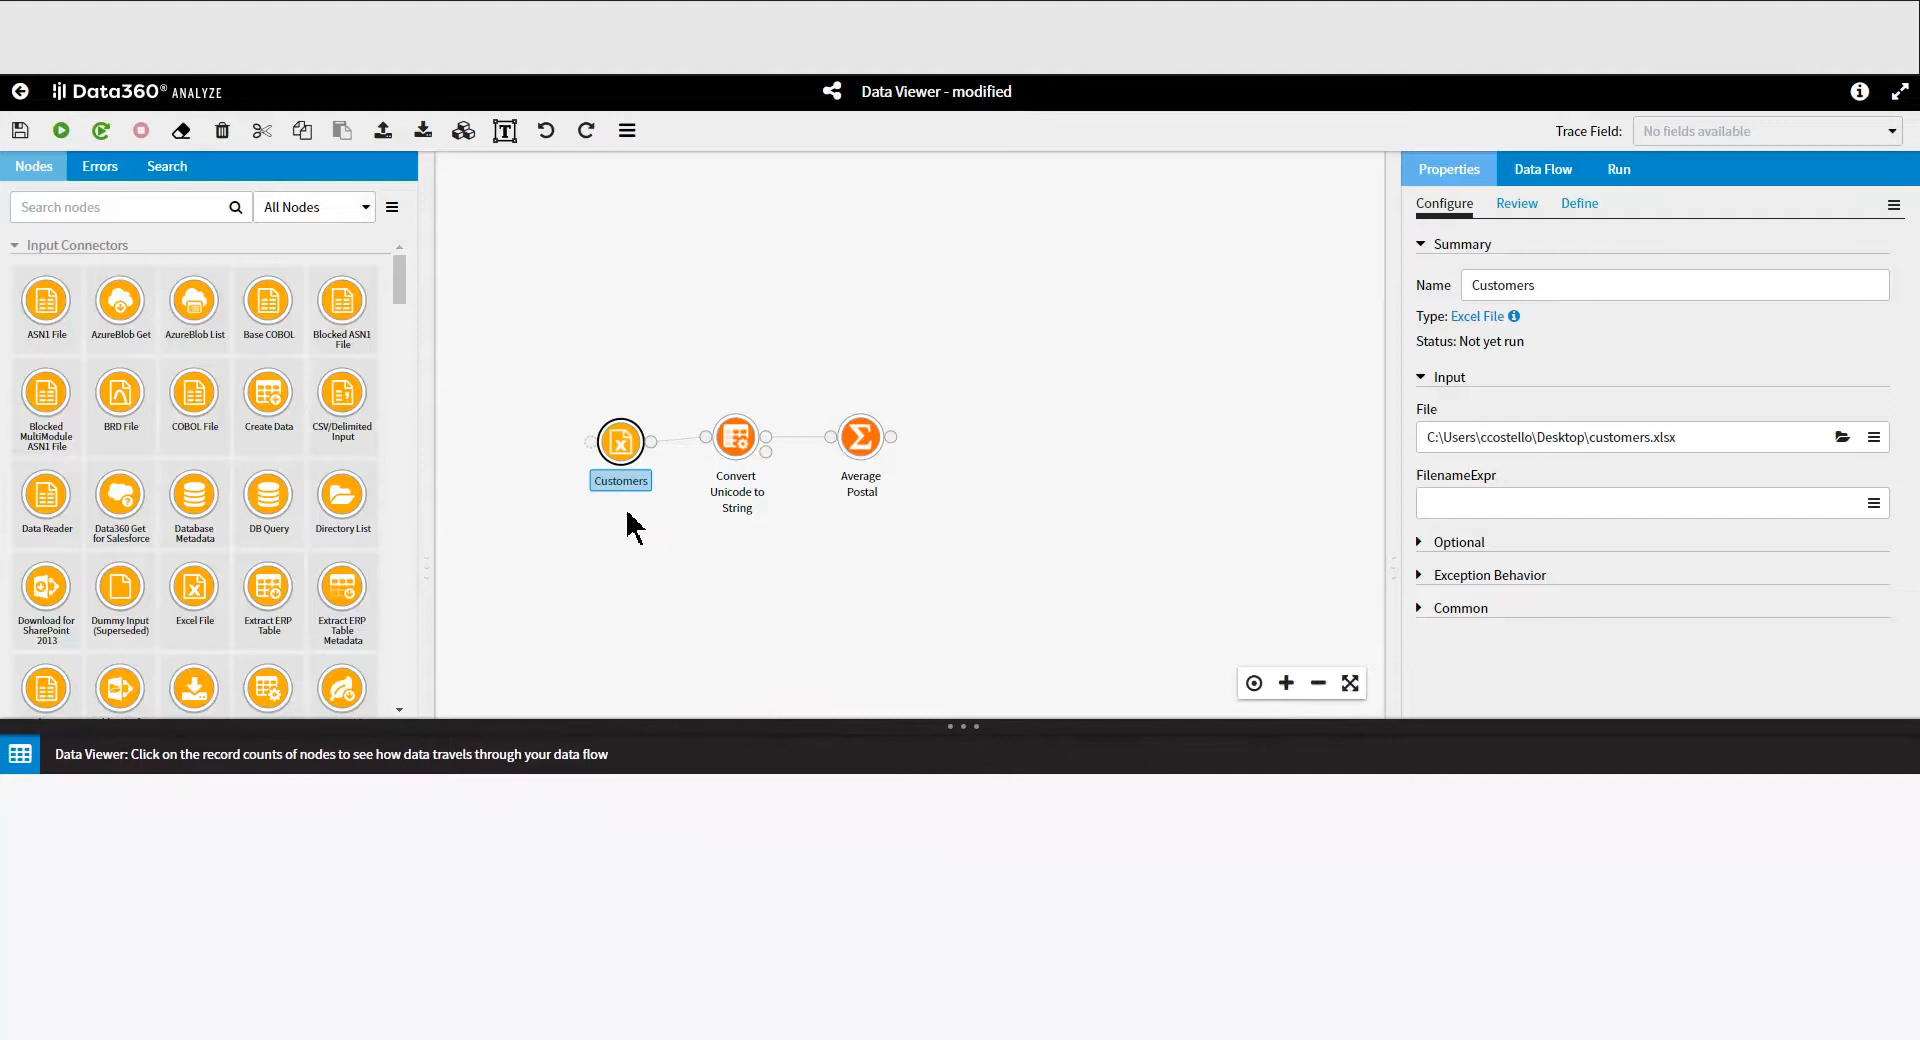 Data360® ANALYZE
Data Viewer - modified
Trace Field:
No fields available
Nodes
Errors
Search
Search nodes
All Nodes
Input Connectors
ASN1 File
AzureBlob Get
AzureBlob List
Base COBOL
Blocked ASN1
File
Blocked
MultiModule
ASN1 File
BRD File
COBOL File
Create Data
CSV/Delimited
Input
Data Reader
Data360 Get
for Salesforce
Database
Metadata
DB Query
Directory List
Download for
SharePoint
2013
Dummy Input
(Superseded)
Excel File
Extract ERP
Table
Extract ERP
Table
Metadata
Customers
Convert
Unicode to
String
Average
Postal
Properties
Data Flow
Run
Configure
Review
Define
Summary
Name
Customers
Type: Excel File
Status: Not yet run
Input
File
C:\Users\ccostello\Desktop\customers.xlsx
FilenameExpr
Optional
Exception Behavior
Common
Data Viewer: Click on the record counts of nodes to see how data travels through your data flow